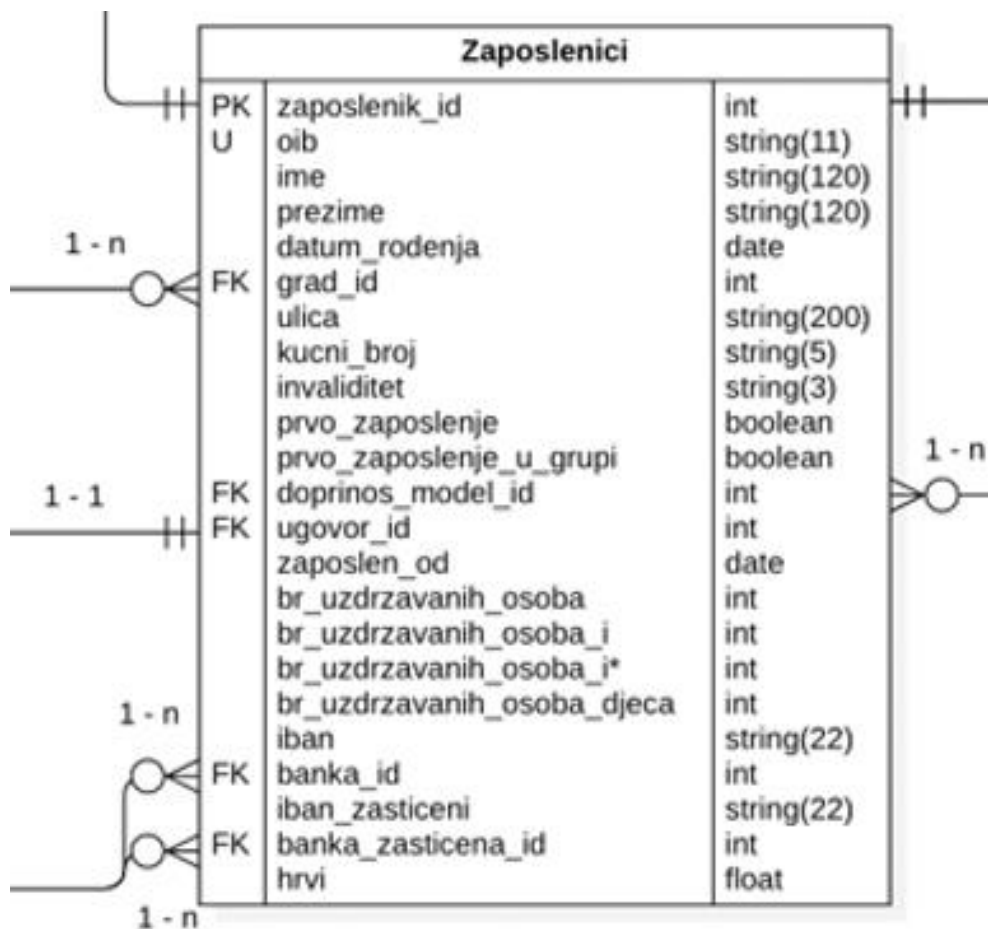 Zaposlenici
PK zaposlenik_id int
U oib string(11)
ime string(120)
prezime string(120)
1 - n
datum_rodenja date
FK grad_id int
ulica string(200)
kucni_broj string(5)
invaliditet string(3)
prvo_zaposlenje boolean
prvo_zaposlenje_u_grupi boolean
1 - n
1 - 1
FK doprinos_model_id int
FK ugovor_id int
zaposlen_od date
br_uzdrzavanih_osoba int
br_uzdrzavanih_osoba_i int
br_uzdrzavanih_osoba_i* int
br_uzdrzavanih_osoba_djeca int
1 - n
iban string(22)
FK banka_id int
iban_zasticeni string(22)
FK banka_zasticena_id int
hrvi float
1 - n